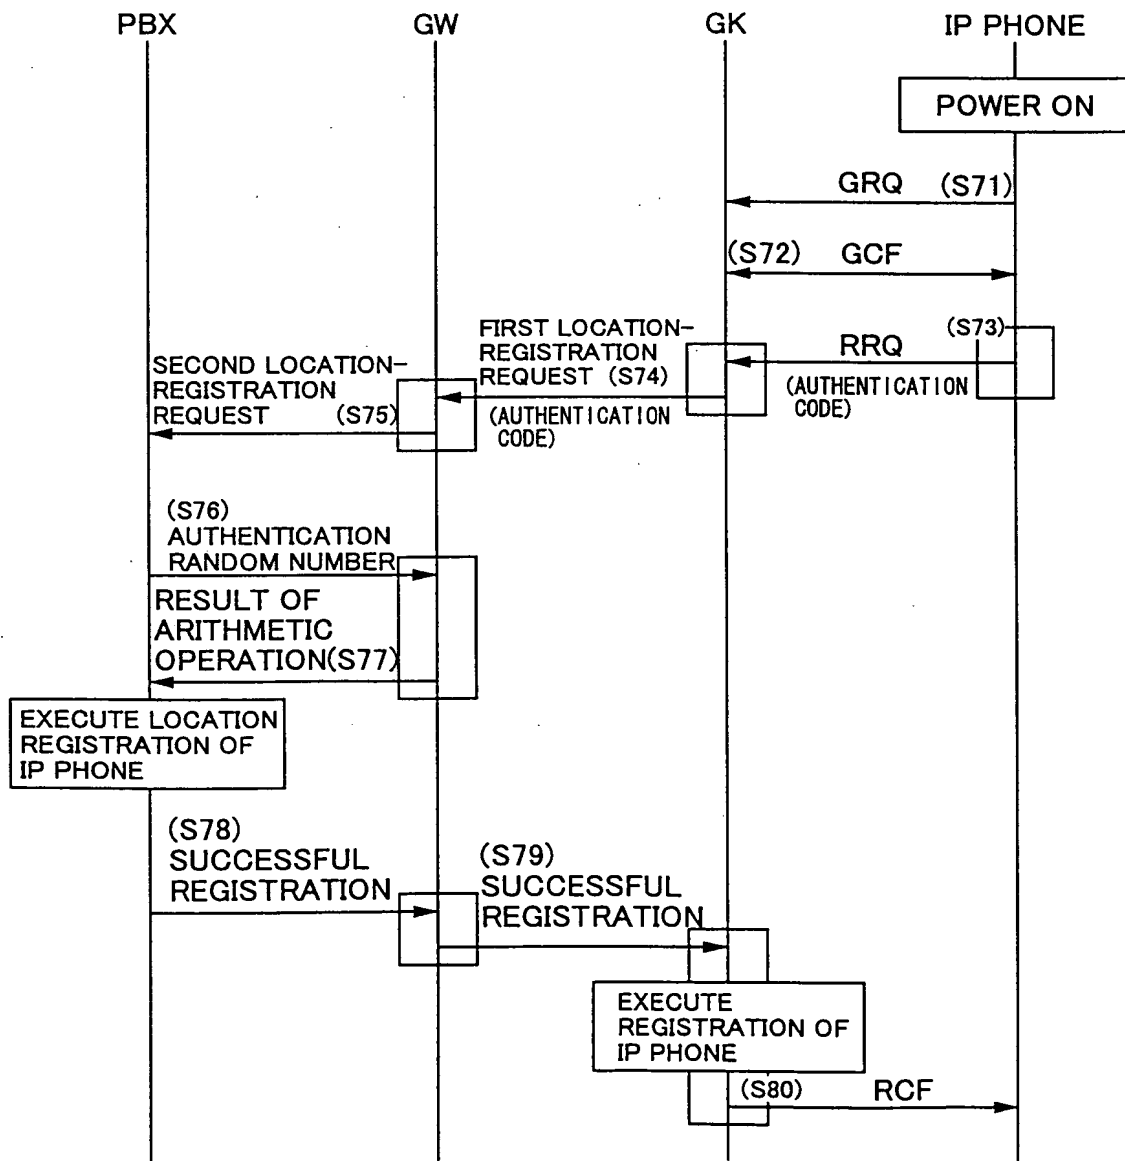 PBX
GW
GK
IP PHONE
POWER ON
GRQ (S71)
(S72) GCF
(S73)
RRQ
(AUTHENTICATION
CODE)
FIRST LOCATION-
REGISTRATION
REQUEST (S74)
(AUTHENTICATION
CODE)
SECOND LOCATION-
REGISTRATION
REQUEST (S75)
(S76)
AUTHENTICATION
RANDOM NUMBER
RESULT OF
ARITHMETIC
OPERATION(S77)
EXECUTE LOCATION
REGISTRATION OF
IP PHONE
(S78)
SUCCESSFUL
REGISTRATION
(S79)
SUCCESSFUL
REGISTRATION
EXECUTE
REGISTRATION OF
IP PHONE
(S80) RCF